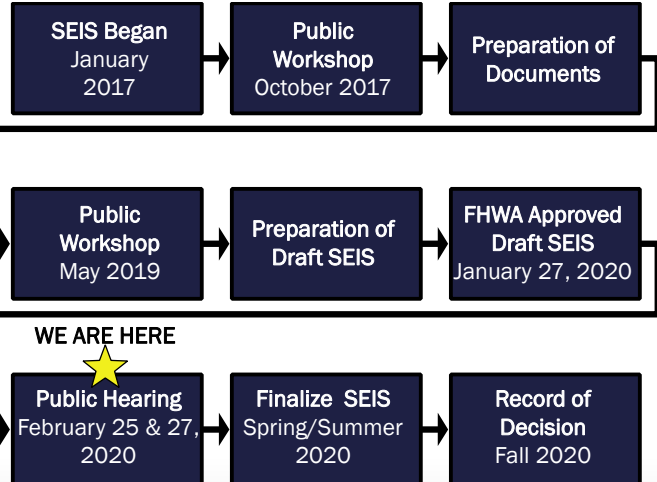 SEIS Began
January
2017
Public
Workshop
October 2017
Preparation of
Documents
Public
Workshop
May 2019
Preparation of
Draft SEIS
FHWA Approved
Draft SEIS
January 27, 2020
WE ARE HERE
Public Hearing
February 25 & 27,
2020
Finalize SEIS
Spring/Summer
2020
Record of
Decision
Fall 2020